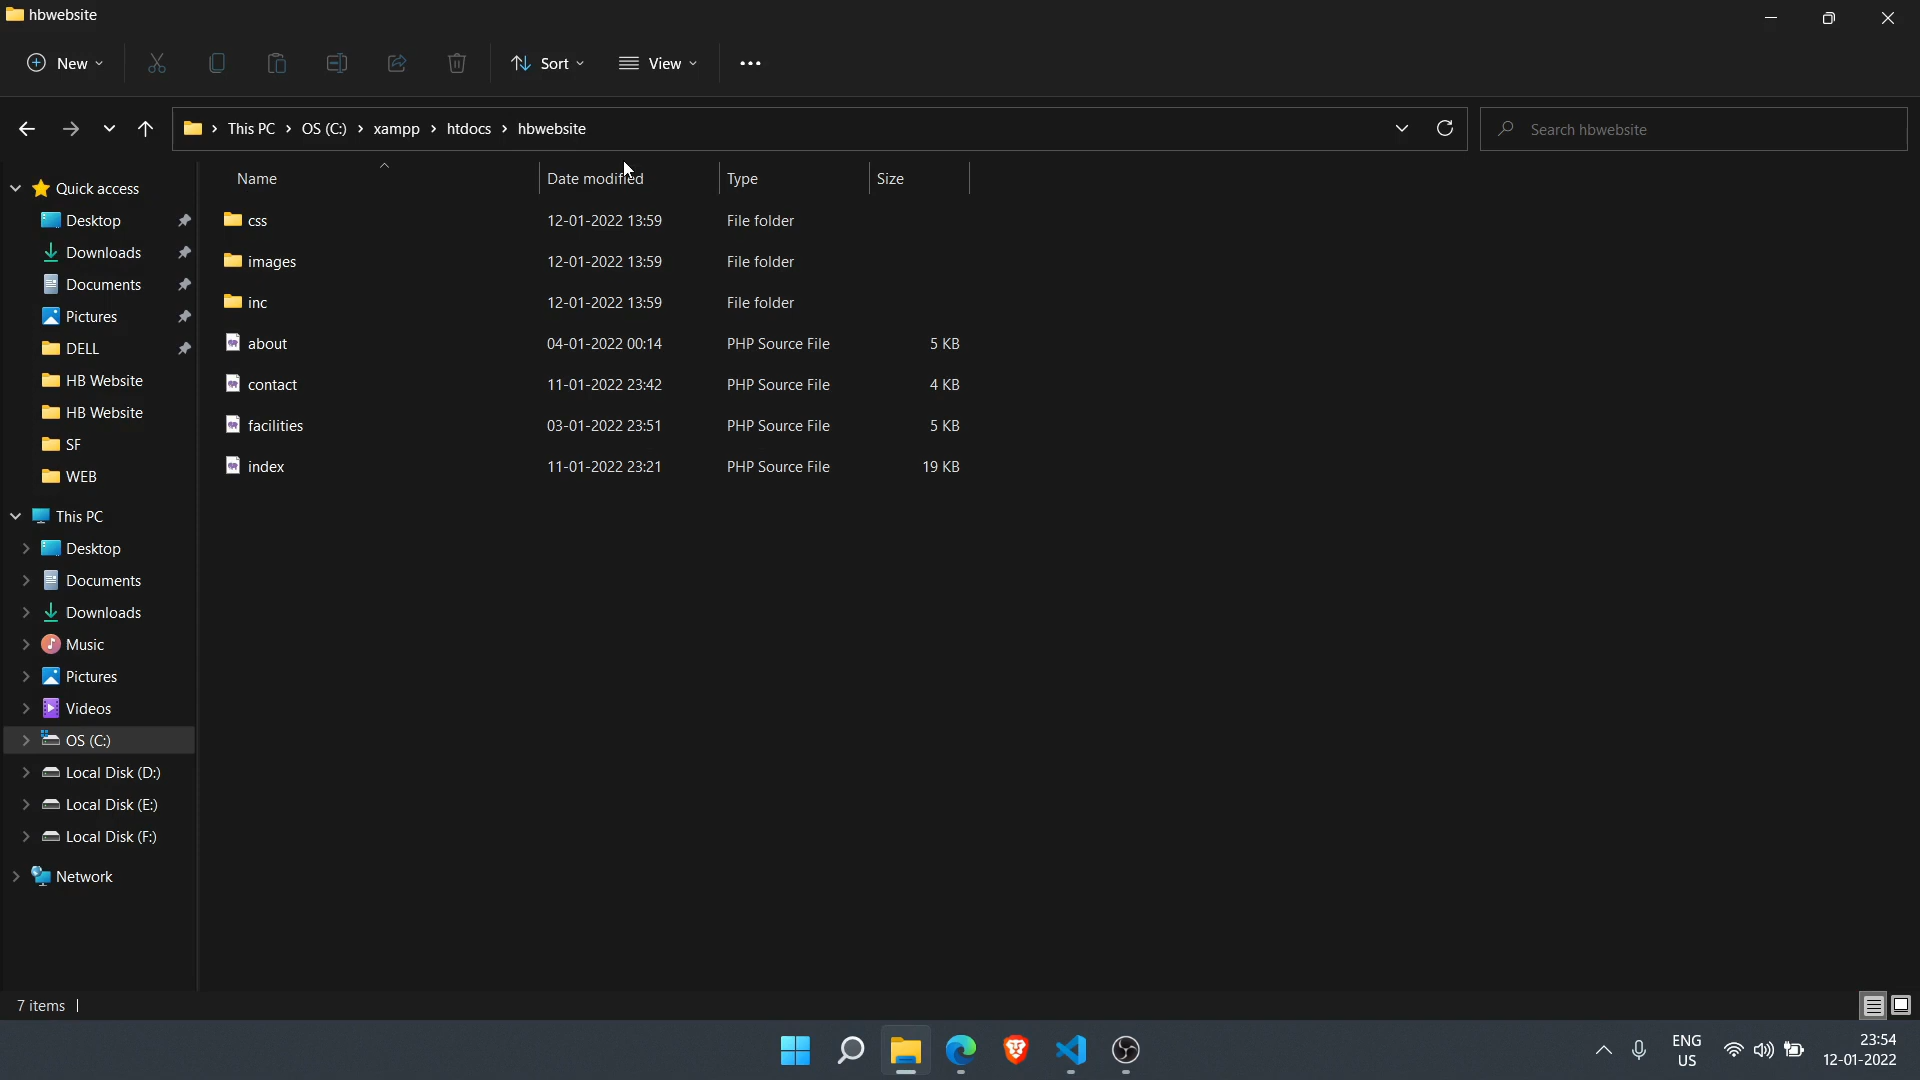 hbwebsite
New
Sort
View
This PC
OS (C:)
xampp
htdocs
hbwebsite
Search hbwebsite
Quick access
Desktop
Downloads
Documents
Pictures
DELL
HB Website
HB Website
SF
WEB
This PC
Desktop
Documents
Downloads
Music
Pictures
Videos
OS (C:)
Local Disk (D:)
Local Disk (E:)
Local Disk (F:)
Network
Name Date modified Type Size
css 12-01-2022 13:59 File folder
images 12-01-2022 13:59 File folder
inc 12-01-2022 13:59 File folder
about 04-01-2022 00:14 PHP Source File 5 KB
contact 11-01-2022 23:42 PHP Source File 4 KB
facilities 03-01-2022 23:51 PHP Source File 5 KB
index 11-01-2022 23:21 PHP Source File 19 KB
7 items
ENG
US
23:54
12-01-2022